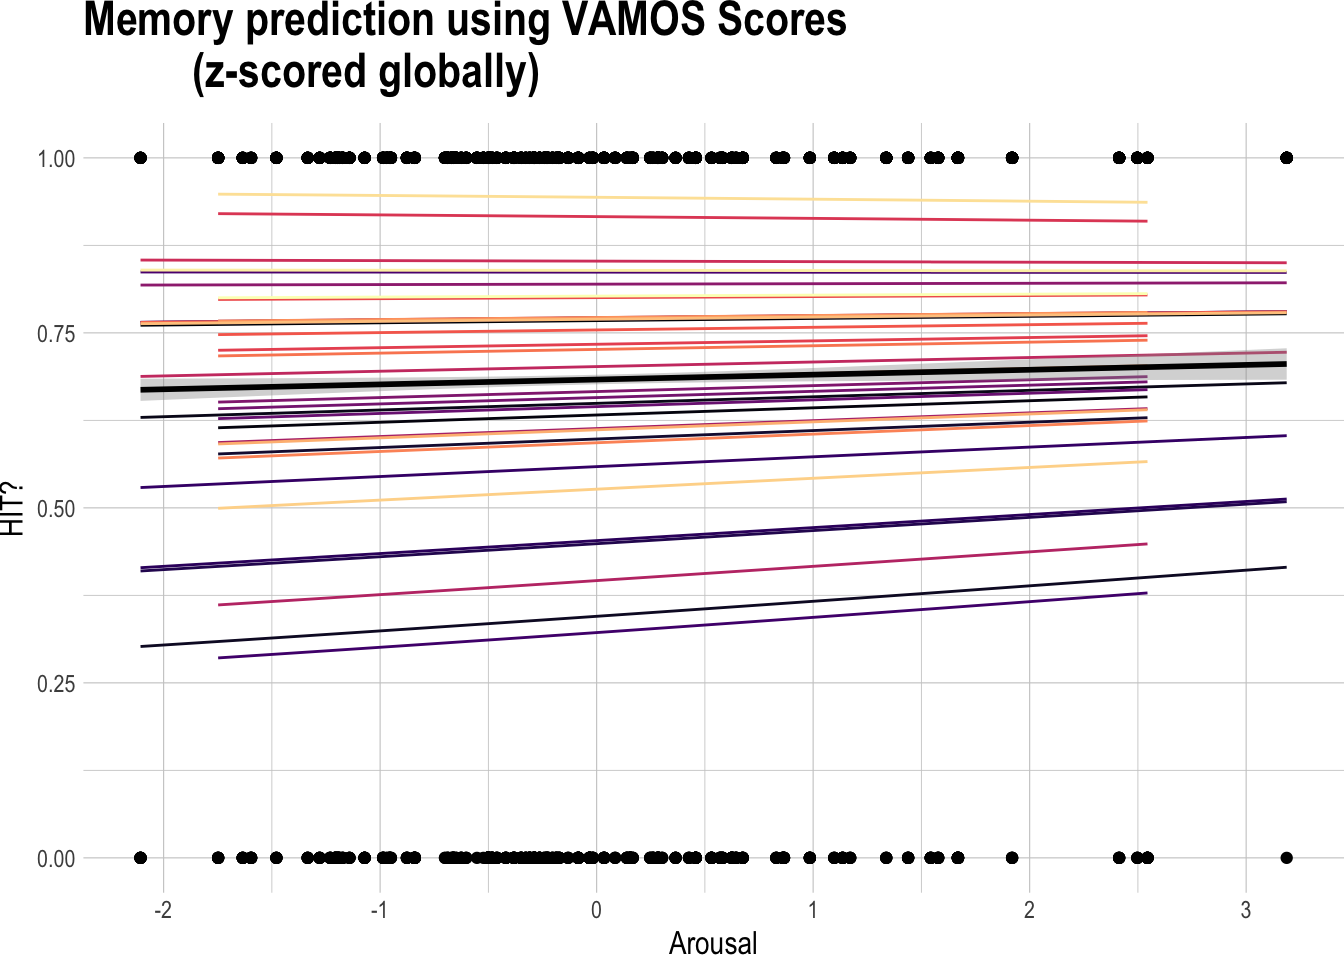 Memory prediction using VAMOS Scores
(z-scored globally)
1.00
0.75
0.50
0.25
0.00
HIT?
-2 -1 0 1 2 3
Arousal